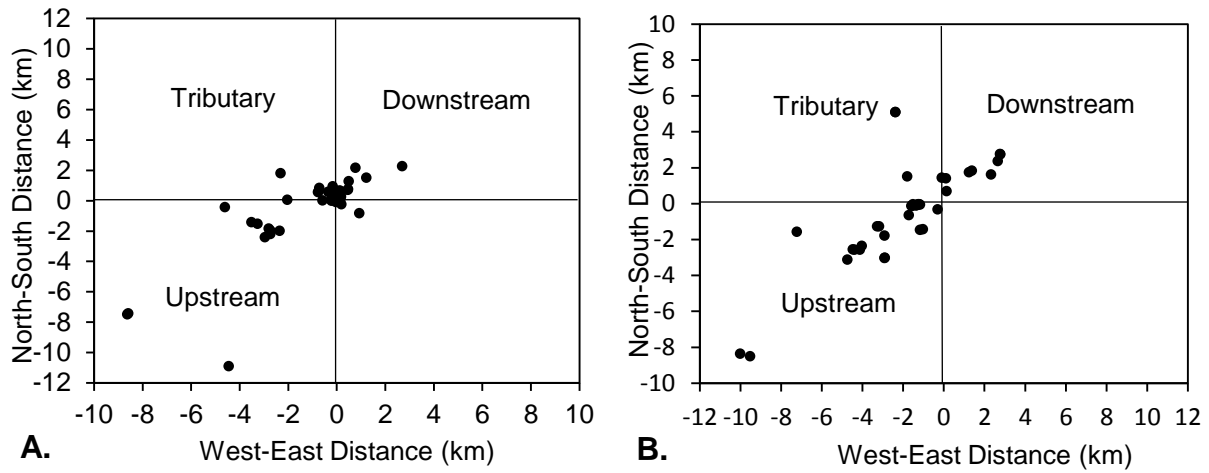 North-South Distance (km)
12
10
8
6
4
2
0
-2
-4
-6
-8
-10
-12
Tributary
Downstream
Upstream
-10 -8 -6 -4 -2 0 2 4 6 8 10
West-East Distance (km)
A.
North-South Distance (km)
10
8
6
4
2
0
-2
-4
-6
-8
-10
Tributary
Downstream
Upstream
-12 -10 -8 -6 -4 -2 0 2 4 6 8 10 12
West-East Distance (km)
B.